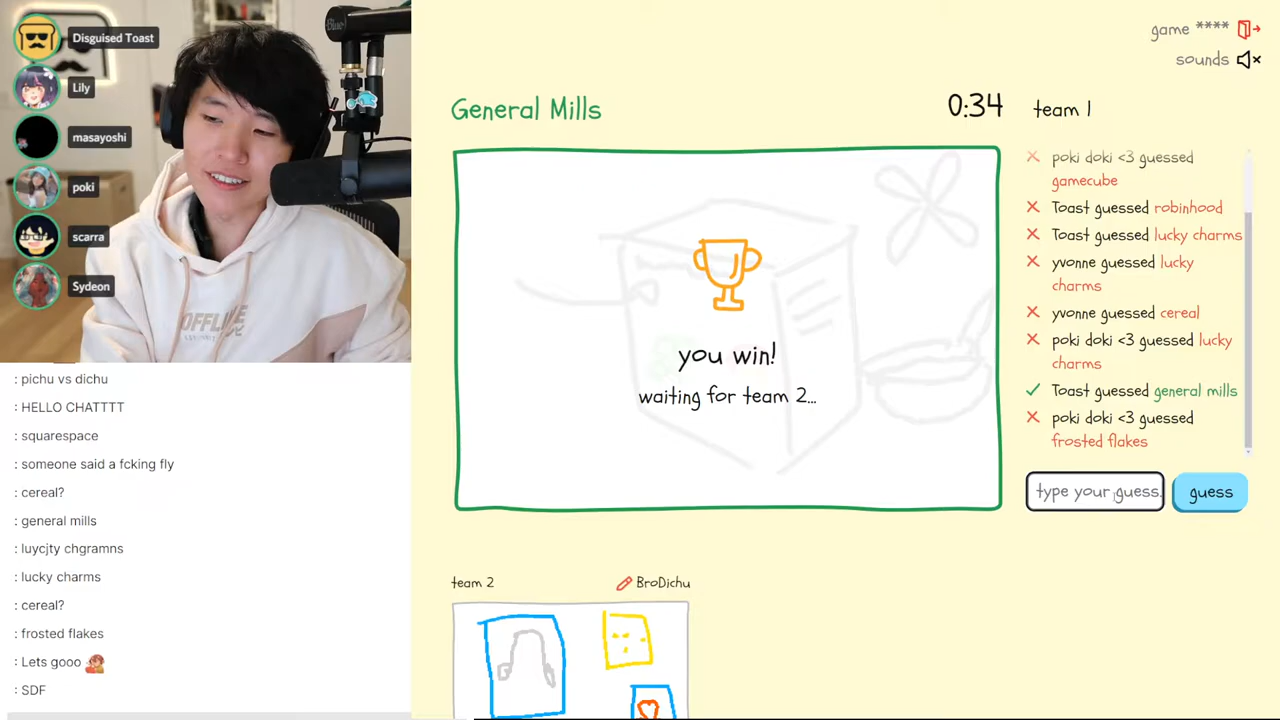 Disguised Toast
Lily
masayoshi
poki
scarra
Sydeon
Blue
OFFLINE
: pichu vs dichu
: HELLO CHATTTT
: squarespace
: someone said a fcking fly
: cereal?
: general mills
: luycjty chgramns
: lucky charms
: cereal?
: frosted flakes
: Lets gooo
: SDF
game ****
sounds
General Mills
0:34
team 1
you win!
waiting for team 2...
poki doki <3 guessed
gamecube
Toast guessed robinhood
Toast guessed lucky charms
yvonne guessed lucky
charms
yvonne guessed cereal
poki doki <3 guessed lucky
charms
Toast guessed general mills
poki doki <3 guessed
frosted flakes
type your guess.
guess
team 2
BroDichu